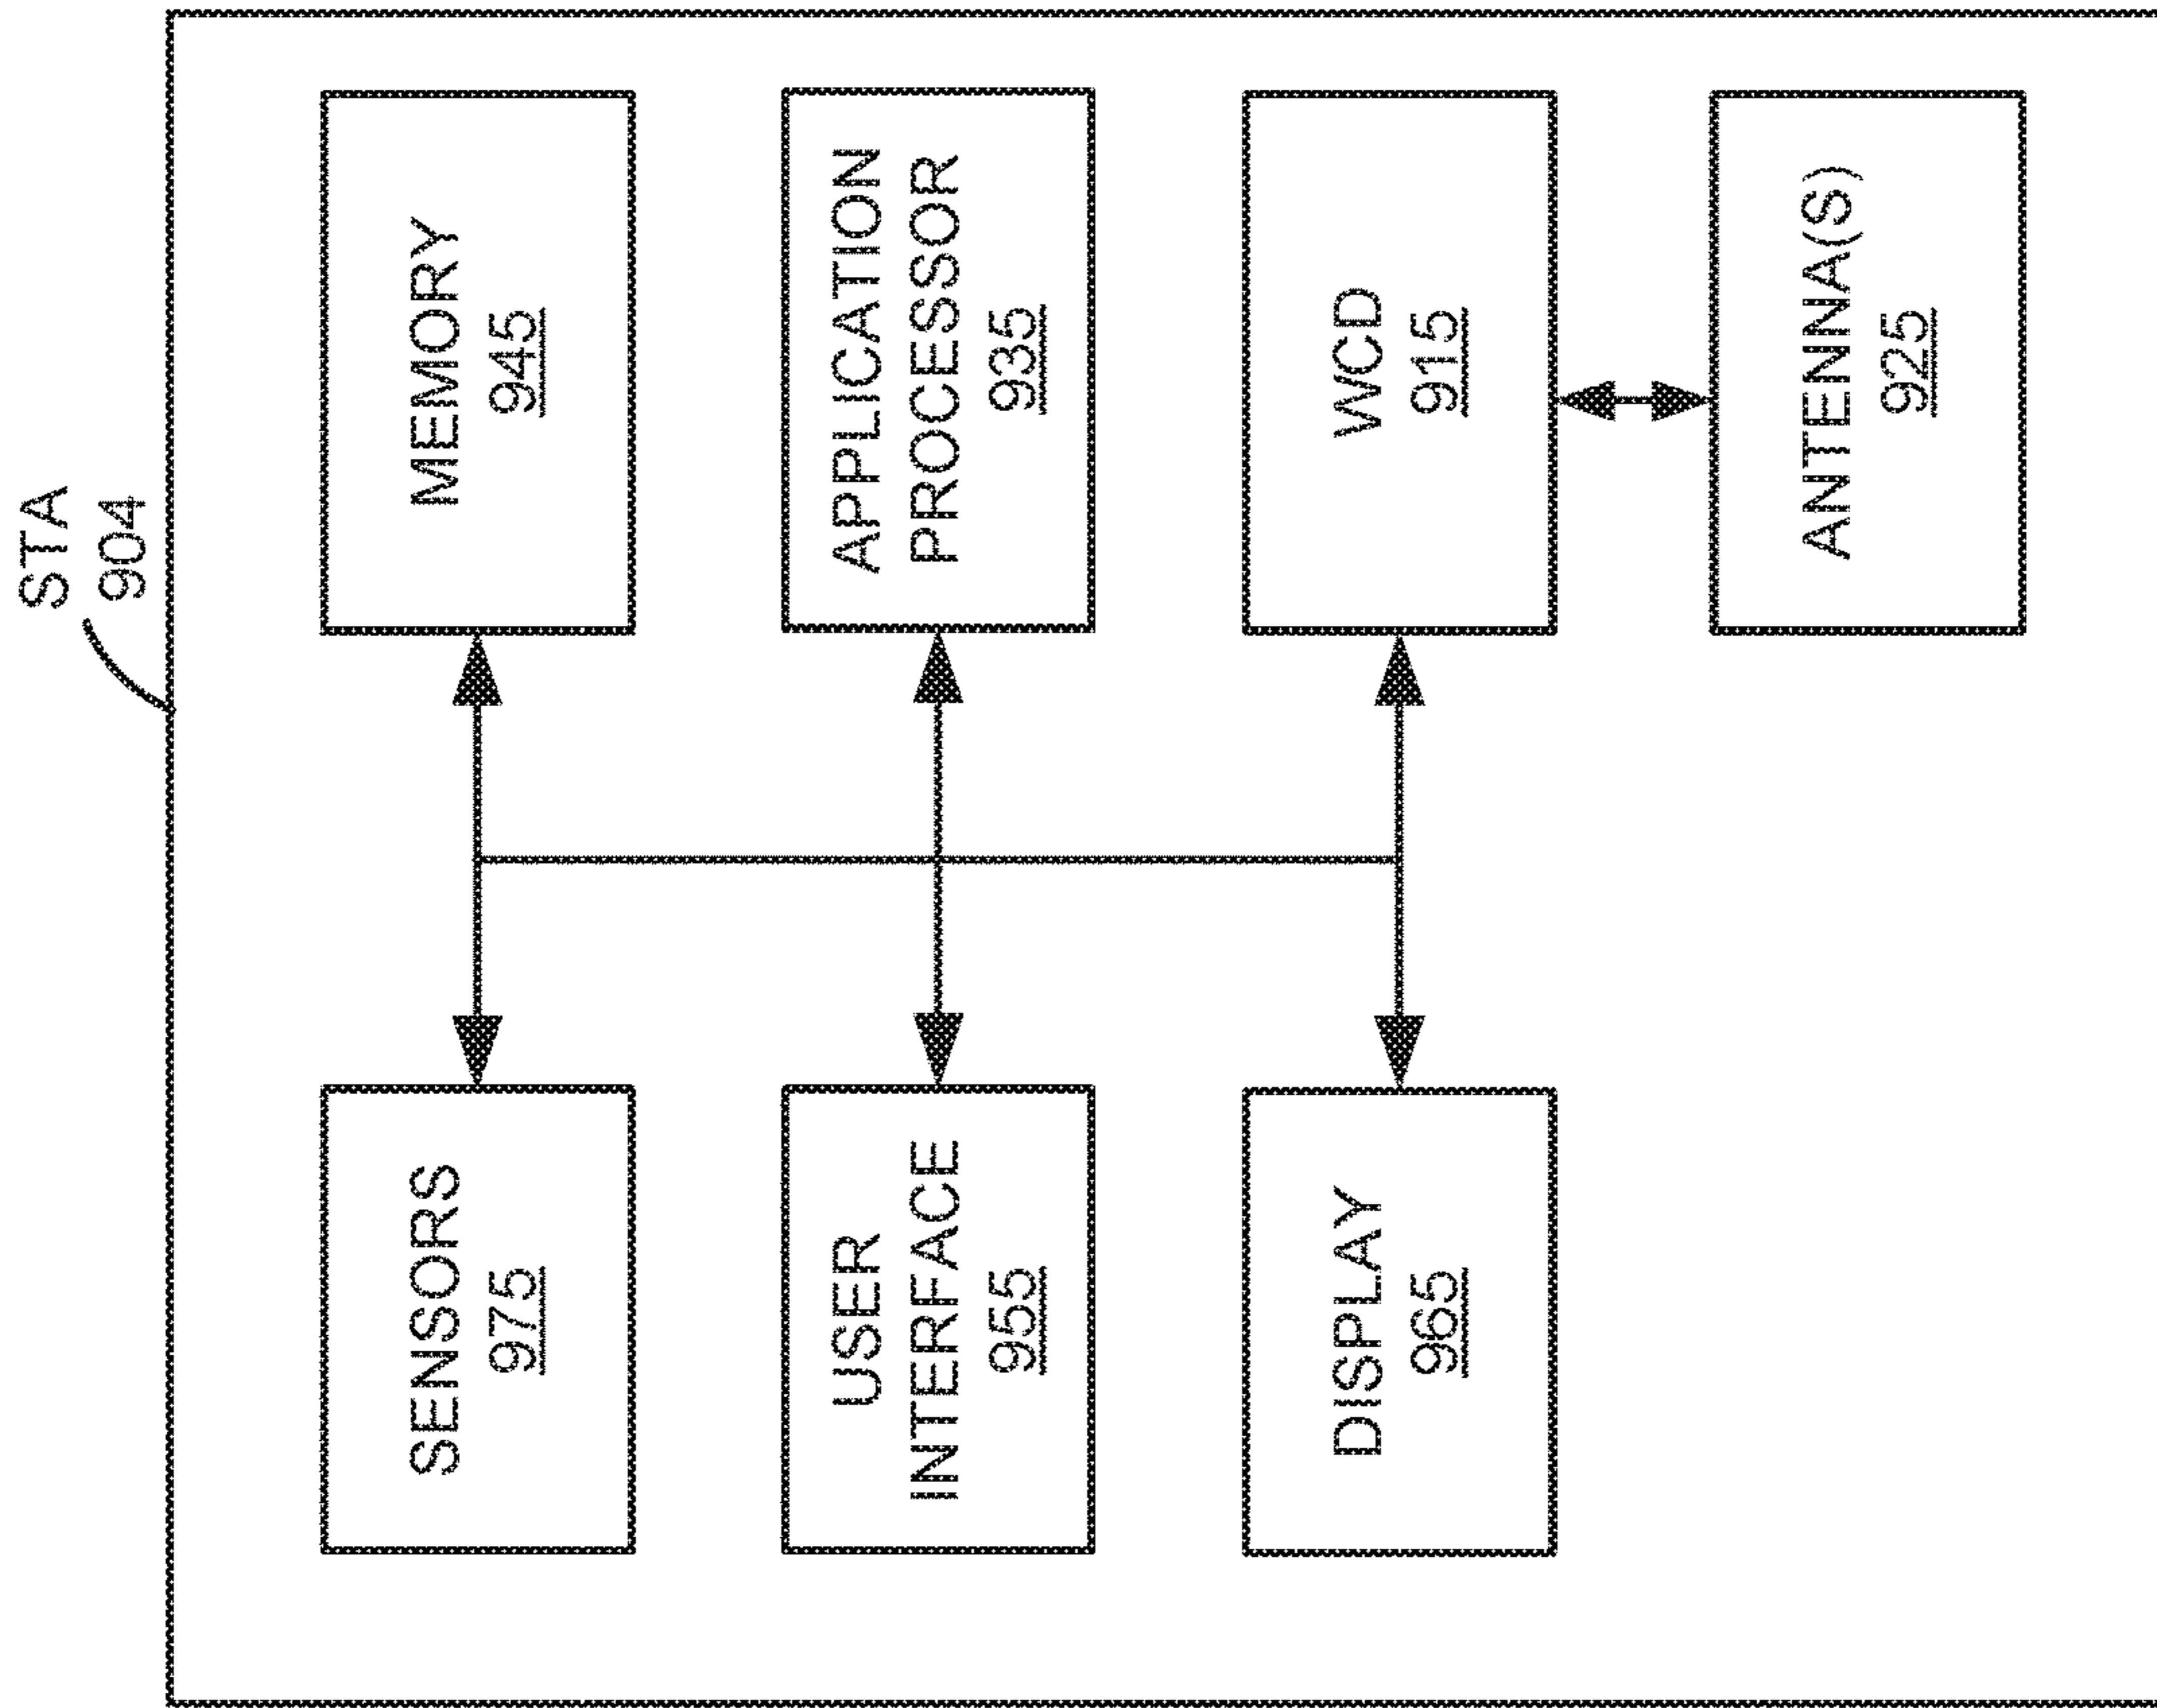 STA
904
SENSORS
975
MEMORY
945
USER
INTERFACE
955
APPLICATION
PROCESSOR
935
DISPLAY
965
WCD
915
ANTENNA(S)
925